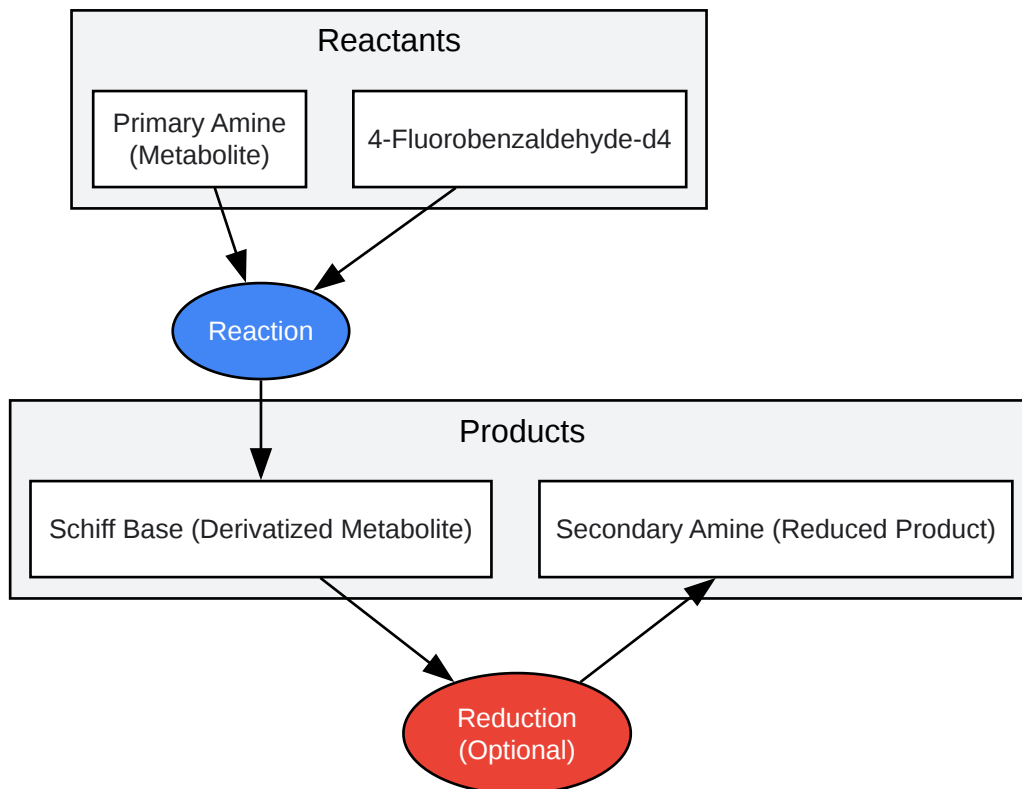 Reactants
Primary Amine
(Metabolite)
4-Fluorobenzaldehyde-d4
Reaction
Products
Schiff Base (Derivatized Metabolite)
Secondary Amine (Reduced Product)
Reduction
(Optional)